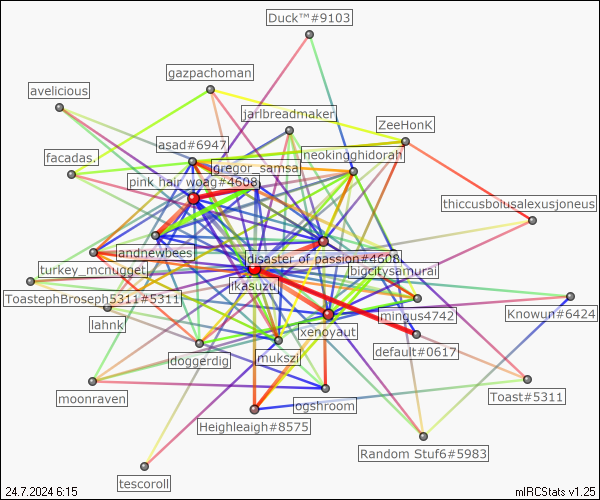 Duck™#9103
gazpachoman
avelicious
jarlbreadmaker
ZeeHonK
asad#6947
facadas.
neokingghidorah
gregor_samsa
pink hair woag#4608
thiccusbolusalexusjoneus
landnewbees
disaster of passion#4608
turkey_mcnugget
bigcitysamurai
ikasuzu
ToastephBroseph5311#5311
lahnk
mingus4742
Knowun#6424
xenoyaut
default#0617
doggerdig
mukszi
moonraven
Toast#5311
ogshroom
Heighleaigh#8575
Random Stuf6#5983
tescoroll
24.7.2024 6:15
mIRCStats v1.25